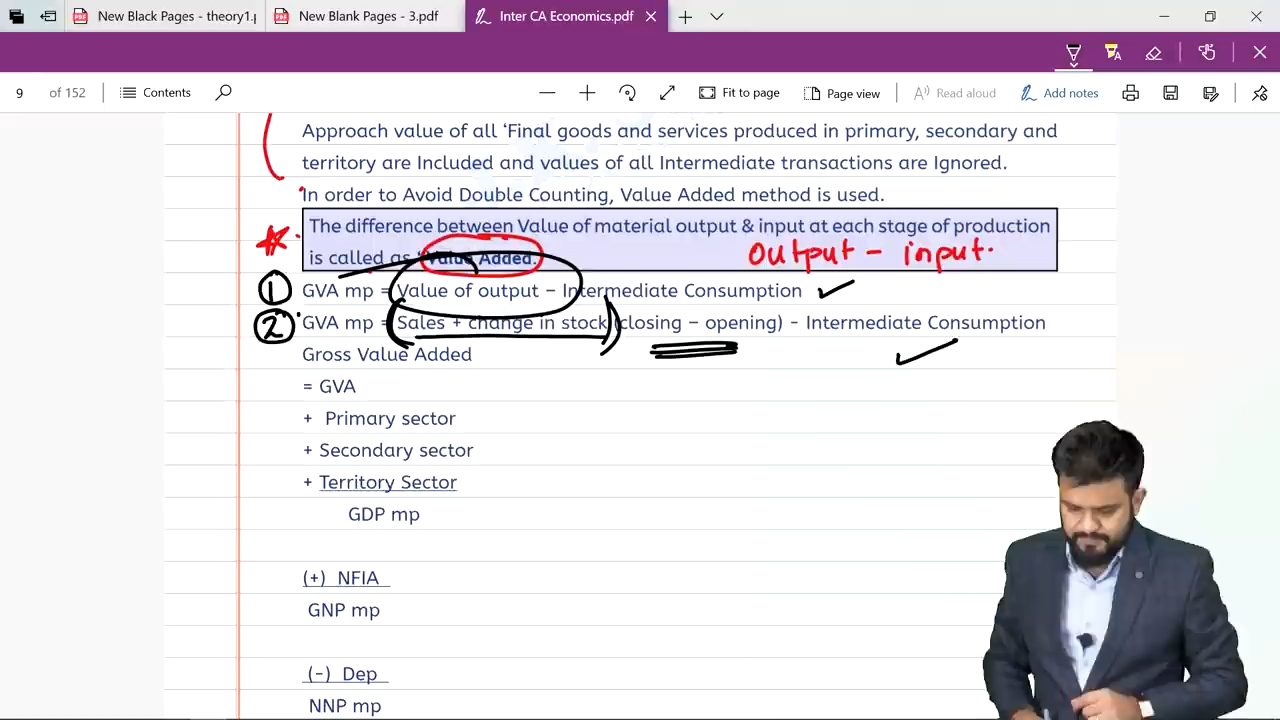 New Black Pages - theory1.p
New Blank Pages - 3.pdf
Inter CA Economics.pdf
9 of 152 Contents Fit to page Page view Read aloud Add notes
Approach value of all ‘Final goods and services produced in primary, secondary and
territory are Included and values of all Intermediate transactions are Ignored.
In order to Avoid Double Counting, Value Added method is used.
The difference between Value of material output & input at each stage of production
is called as ‘Value Added.
output - input.
1 GVA mp = Value of output – Intermediate Consumption
2 GVA mp = Sales + change in stock (closing – opening) - Intermediate Consumption
Gross Value Added
= GVA
+ Primary sector
+ Secondary sector
+ Territory Sector
GDP mp
(+) NFIA
GNP mp
(-) Dep
NNP mp